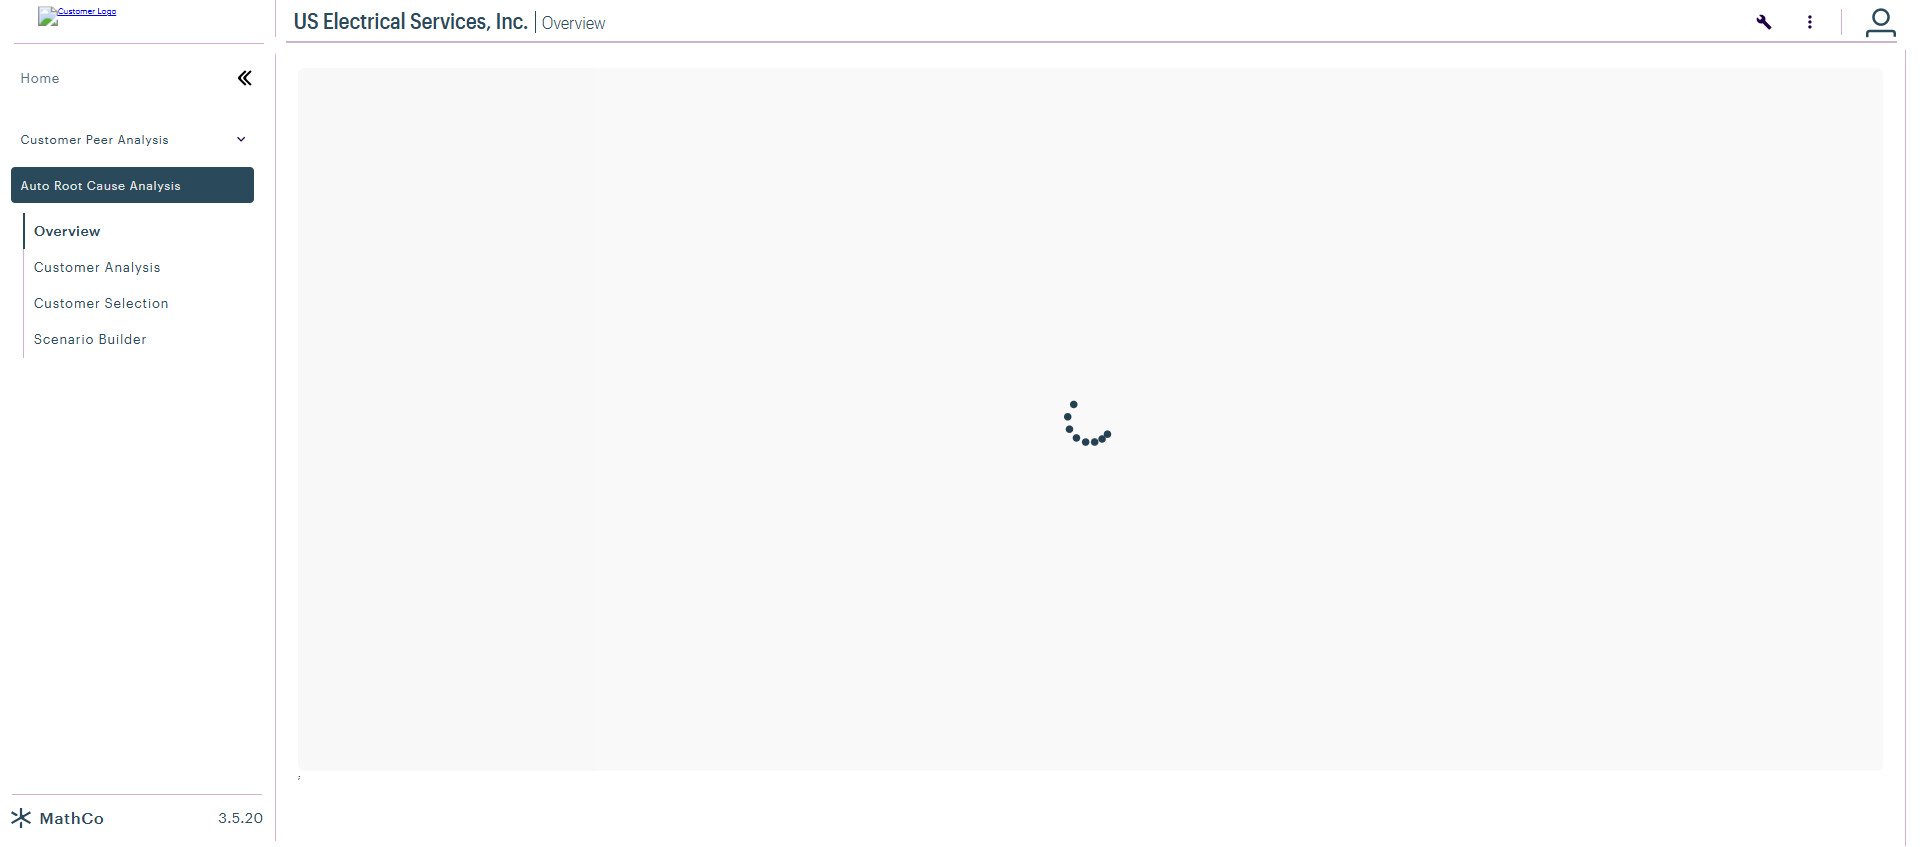 Customer Logo
US Electrical Services, Inc. | Overview
Home
Customer Peer Analysis
Auto Root Cause Analysis
Overview
Customer Analysis
Customer Selection
Scenario Builder
MathCo 3.5.20